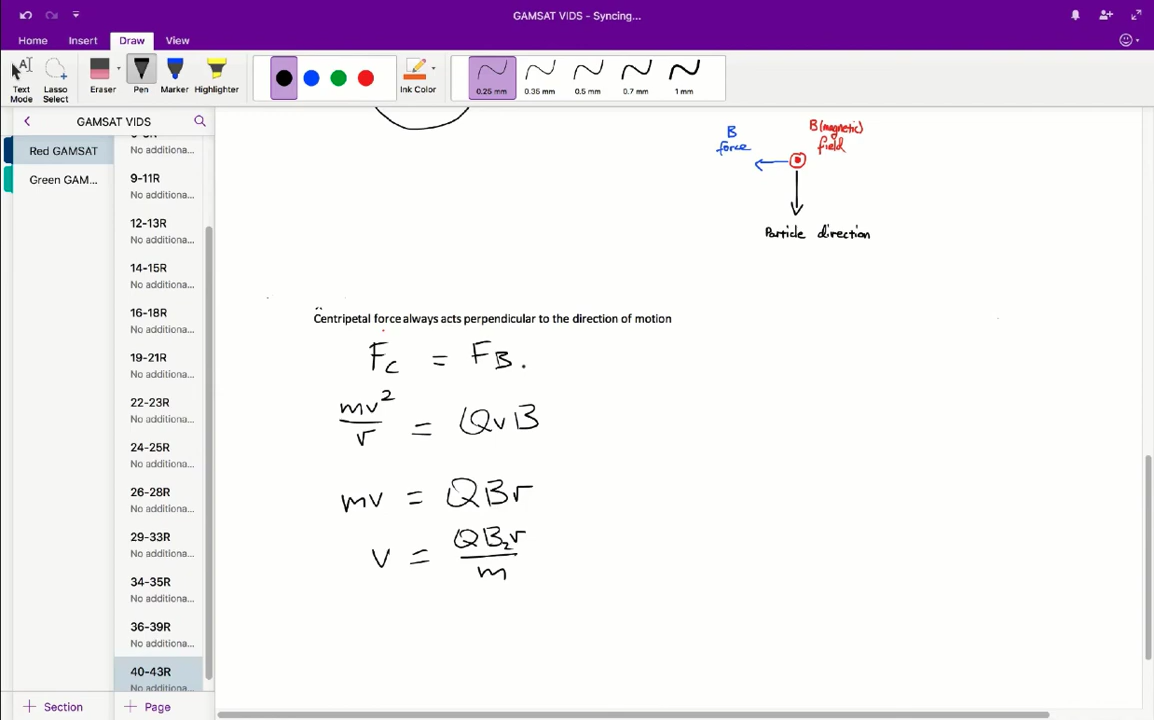 GAMSAT VIDS - Syncing...
Home Insert Draw View
Text Mode
Lasso Select
Eraser
Pen
Marker
Highlighter
Ink Color
0.25 mm
0.35 mm
0.5 mm
0.7 mm
1 mm
GAMSAT VIDS
Red GAMSAT
Green GAM...
No additiona...
9-11R
No additiona...
12-13R
No additiona...
14-15R
No additiona...
16-18R
No additiona...
19-21R
No additiona...
22-23R
No additiona...
24-25R
No additiona...
26-28R
No additiona...
29-33R
No additiona...
34-35R
No additiona...
36-39R
No additiona...
40-43R
No additiona...
+ Section
+ Page
B force
B (magnetic) field
Particle direction
Centripetal force always acts perpendicular to the direction of motion
Fc = FB.
mv²/r = QvB
mv = QBr
v = QB₂r/m